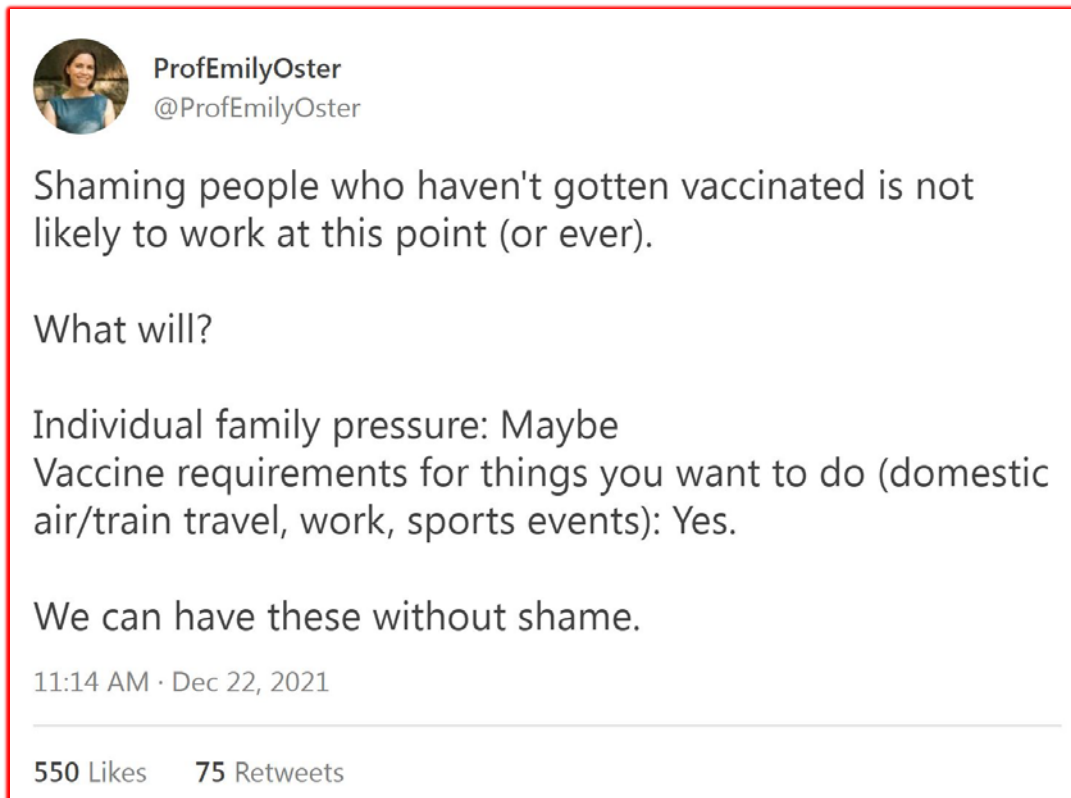 ProfEmilyOster
@ProfEmilyOster
Shaming people who haven't gotten vaccinated is not
likely to work at this point (or ever).
What will?
Individual family pressure: Maybe
Vaccine requirements for things you want to do (domestic
air/train travel, work, sports events): Yes.
We can have these without shame.
11:14 AM · Dec 22, 2021
550 Likes 75 Retweets